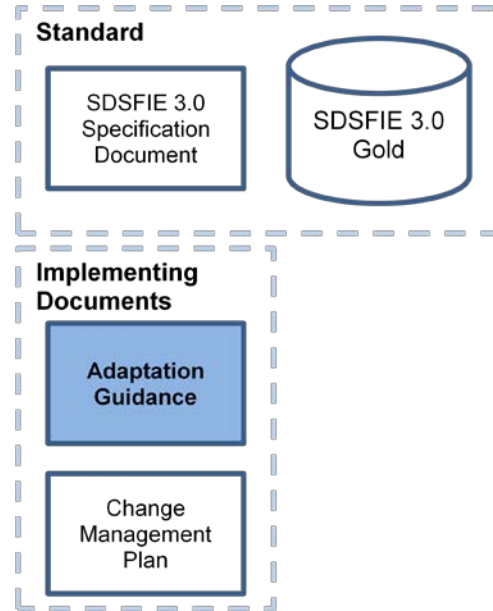 Standard
SDSFIE 3.0
Specification
Document
SDSFIE 3.0
Gold
Implementing
Documents
Adaptation
Guidance
Change
Management
Plan